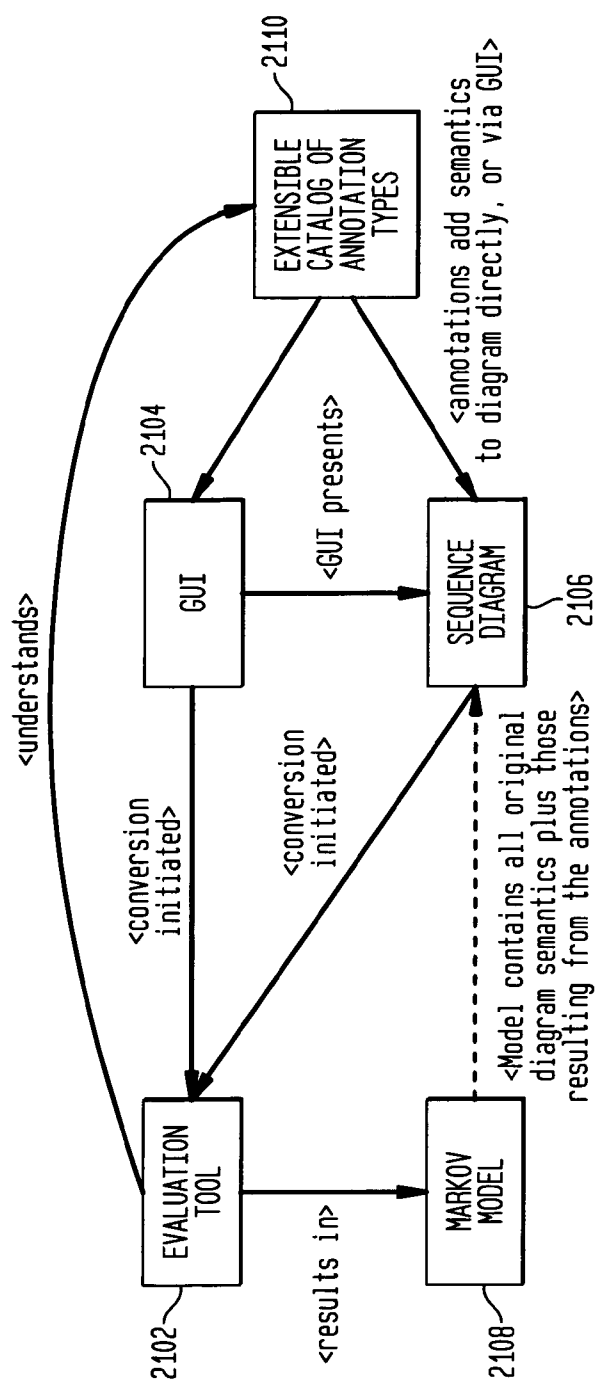 <understands>
2110
EXTENSIBLE
CATALOG OF
ANNOTATION
TYPES
2104
GUI
<conversion
initiated>
2102
EVALUATION
TOOL
<GUI presents>
<conversion
initiated>
<annotations add semantics
to diagram directly, or via GUI>
<results in>
SEQUENCE
DIAGRAM
2106
MARKOV
MODEL
2108
<Model contains all original
diagram semantics plus those
resulting from the annotations>